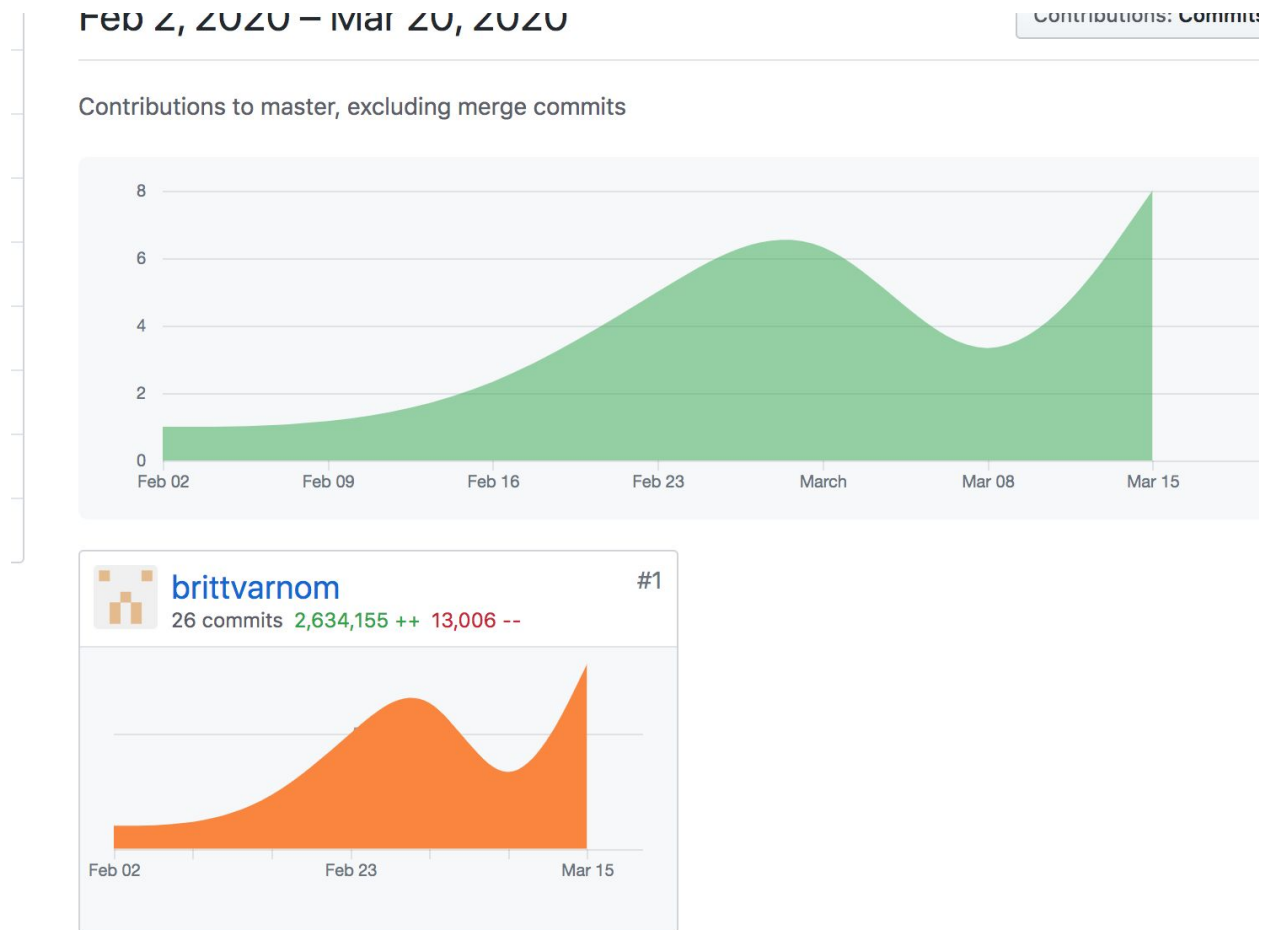 Feb 2, 2020 – Mar 20, 2020
Contributions: Commits
Contributions to master, excluding merge commits
8
6
4
2
0
Feb 02 Feb 09 Feb 16 Feb 23 March Mar 08 Mar 15
brittvarnom #1
26 commits 2,634,155 ++ 13,006 --
Feb 02 Feb 23 Mar 15